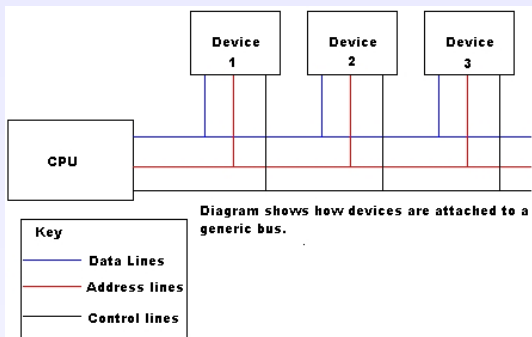 Device
1
Device
2
Device
3
CPU
Diagram shows how devices are attached to a
generic bus.
Key
Data Lines
Address lines
Control lines